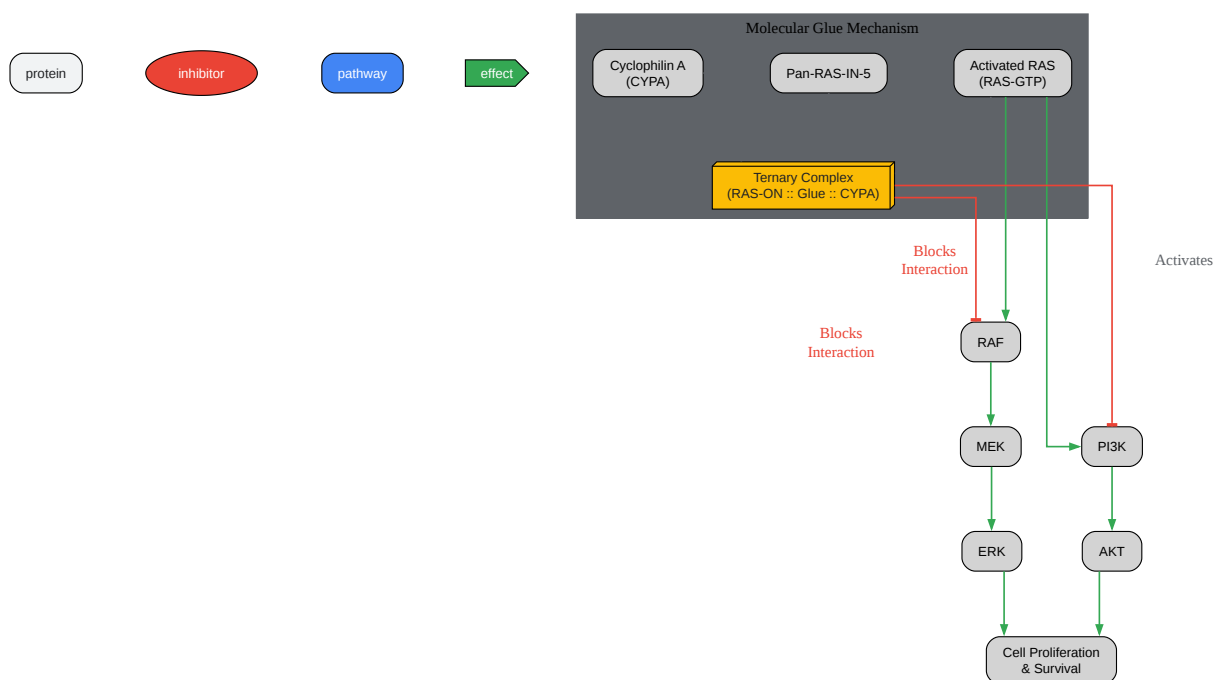 Molecular Glue Mechanism
protein
inhibitor
pathway
effect
Cyclophilin A
(CYPA)
Pan-RAS-IN-5
Activated RAS
(RAS-GTP)
Ternary Complex
(RAS-ON :: Glue :: CYPA)
Blocks
Interaction
Activates
Blocks
Interaction
RAF
MEK
PI3K
ERK
AKT
Cell Proliferation
& Survival